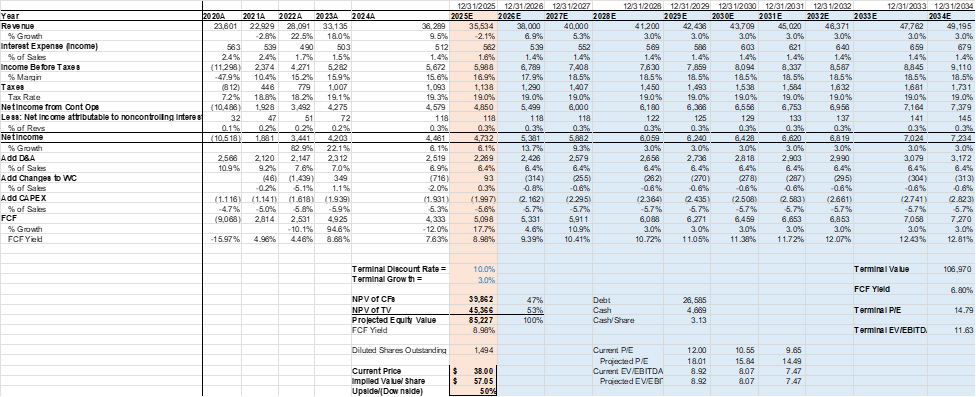 12/31/2025 12/31/2026 12/31/2027 12/31/2028 12/31/2029 12/31/2030 12/31/2031 12/31/2032 12/31/2033 12/31/2034
Year 2020A 2021A 2022A 2023A 2024A 2025E 2026E 2027E 2028E 2029E 2030E 2031E 2032E 2033E 2034E
Revenue 23,601 22,929 28,091 33,135 36,289 35,534 38,000 40,000 41,200 42,436 43,709 45,020 46,371 47,762 49,195
% Growth -2.8% 22.5% 18.0% 9.5% -2.1% 6.9% 5.3% 3.0% 3.0% 3.0% 3.0% 3.0% 3.0% 3.0%
Interest Expense (Income) 563 539 490 503 512 562 539 552 569 586 603 621 640 659 679
% of Sales 2.4% 2.4% 1.7% 1.5% 1.4% 1.6% 1.4% 1.4% 1.4% 1.4% 1.4% 1.4% 1.4% 1.4% 1.4%
Income Before Taxes (11,298) 2,374 4,271 5,282 5,672 5,988 6,789 7,408 7,630 7,859 8,094 8,337 8,587 8,845 9,110
% Margin -47.9% 10.4% 15.2% 15.9% 15.6% 16.9% 17.9% 18.5% 18.5% 18.5% 18.5% 18.5% 18.5% 18.5% 18.5%
Taxes (812) 446 779 1,007 1,093 1,138 1,290 1,407 1,450 1,493 1,538 1,584 1,632 1,681 1,731
Tax Rate 7.2% 18.8% 18.2% 19.1% 19.3% 19.0% 19.0% 19.0% 19.0% 19.0% 19.0% 19.0% 19.0% 19.0% 19.0%
Net Income from Cont Ops (10,486) 1,928 3,492 4,275 4,579 4,850 5,499 6,000 6,180 6,366 6,556 6,753 6,956 7,164 7,379
Less: Net income attributable to noncontrolling interest 32 47 51 72 118 118 118 118 122 125 129 133 137 141 145
% of Revs 0.1% 0.2% 0.2% 0.2% 0.3% 0.3% 0.3% 0.3% 0.3% 0.3% 0.3% 0.3% 0.3% 0.3% 0.3%
Net Income (10,518) 1,881 3,441 4,203 4,461 4,732 5,381 5,882 6,059 6,240 6,428 6,620 6,819 7,024 7,234
% Growth 82.9% 22.1% 6.1% 6.1% 13.7% 9.3% 3.0% 3.0% 3.0% 3.0% 3.0% 3.0% 3.0%
Add D&A 2,566 2,120 2,147 2,312 2,519 2,269 2,426 2,579 2,656 2,736 2,818 2,903 2,990 3,079 3,172
% of Sales 10.9% 9.2% 7.6% 7.0% 6.9% 6.4% 6.4% 6.4% 6.4% 6.4% 6.4% 6.4% 6.4% 6.4% 6.4%
Add Changes to WC (46) (1,439) 349 (716) 93 (314) (255) (262) (270) (278) (287) (295) (304) (313)
% of Sales -0.2% -5.1% 1.1% -2.0% 0.3% -0.8% -0.6% -0.6% -0.6% -0.6% -0.6% -0.6% -0.6% -0.6%
Add CAPEX (1,116) (1,141) (1,618) (1,939) (1,931) (1,997) (2,162) (2,295) (2,364) (2,435) (2,508) (2,583) (2,661) (2,741) (2,823)
% of Sales -4.7% -5.0% -5.8% -5.9% -5.3% -5.6% -5.7% -5.7% -5.7% -5.7% -5.7% -5.7% -5.7% -5.7% -5.7%
FCF (9,068) 2,814 2,531 4,925 4,333 5,098 5,331 5,911 6,088 6,271 6,459 6,653 6,853 7,058 7,270
% Growth -10.1% 94.6% -12.0% 17.7% 4.6% 10.9% 3.0% 3.0% 3.0% 3.0% 3.0% 3.0% 3.0%
FCF Yield -15.97% 4.96% 4.46% 8.68% 7.63% 8.98% 9.39% 10.41% 10.72% 11.05% 11.38% 11.72% 12.07% 12.43% 12.81%
Terminal Discount Rate = 10.0% Terminal Value 106,970
Terminal Growth = 3.0%
FCF Yield 6.80%
NPV of CFs 39,862 47% Debt 26,585
NPV of TV 45,366 53% Cash 4,669 Terminal P/E 14.79
Projected Equity Value 85,227 100% Cash/Share 3.13
FCF Yield 8.98% Terminal EV/EBITDA 11.63
Diluted Shares Outstanding 1,494 Current P/E 12.00 10.55 9.65
Projected P/E 18.01 15.84 14.49
Current Price $ 38.00 Current EV/EBITDA 8.92 8.07 7.47
Implied Value/Share $ 57.05 Projected EV/EBIT 8.92 8.07 7.47
Upside/(Downside) 50%